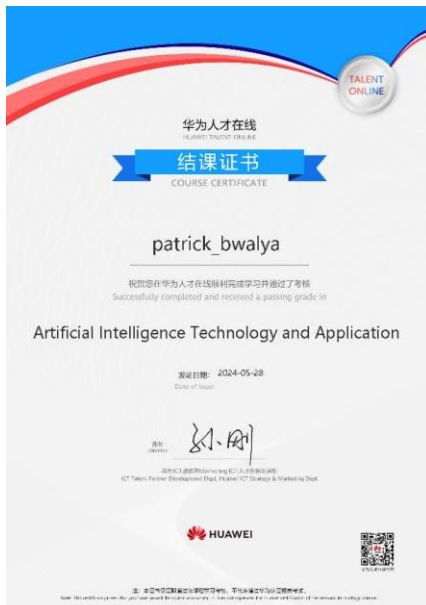 TALENT
ONLINE
华为人才在线
HUAWEI TALENT ONLINE
结课证书
COURSE CERTIFICATE
patrick_bwalya
祝贺您在华为人才在线顺利完成学习并通过了考核
Successfully completed and received a passing grade in
Artificial Intelligence Technology and Application
发证日期: 2024-05-28
Date of Issue:
Director
ICT Talent Partner Development Dept, Huawei ICT Strategy & Marketing Dept
HUAWEI